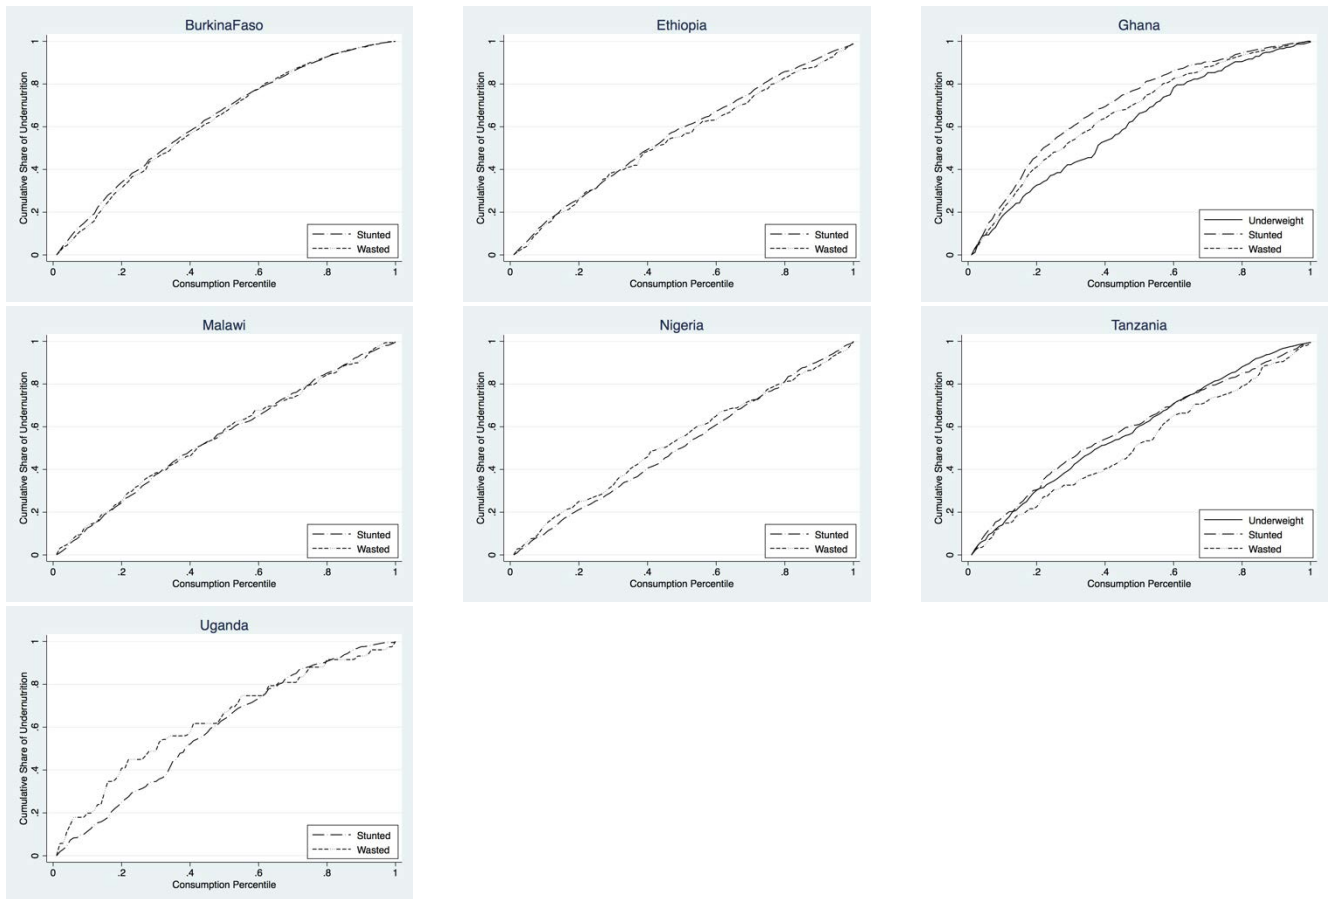 BurkinaFaso
Cumulative Share of Undernutrition
1
.8
.6
.4
.2
0
Stunted
Wasted
0 .2 .4 .6 .8 1
Consumption Percentile
Ethiopia
Cumulative Share of Undernutrition
1
.8
.6
.4
.2
0
Stunted
Wasted
0 .2 .4 .6 .8 1
Consumption Percentile
Ghana
Cumulative Share of Undernutrition
1
.8
.6
.4
.2
0
Underweight
Stunted
Wasted
0 .2 .4 .6 .8 1
Consumption Percentile
Malawi
Cumulative Share of Undernutrition
1
.8
.6
.4
.2
0
Stunted
Wasted
0 .2 .4 .6 .8 1
Consumption Percentile
Nigeria
Cumulative Share of Undernutrition
1
.8
.6
.4
.2
0
Stunted
Wasted
0 .2 .4 .6 .8 1
Consumption Percentile
Tanzania
Cumulative Share of Undernutrition
1
.8
.6
.4
.2
0
Underweight
Stunted
Wasted
0 .2 .4 .6 .8 1
Consumption Percentile
Uganda
Cumulative Share of Undernutrition
1
.8
.6
.4
.2
0
Stunted
Wasted
0 .2 .4 .6 .8 1
Consumption Percentile